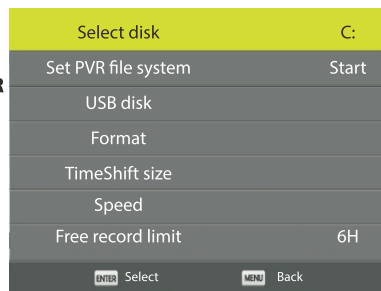 Select disk C:
R
Set PVR file system Start
USB disk
Format
TimeShift size
Speed
Free record limit 6H
ENTER Select MENU Back